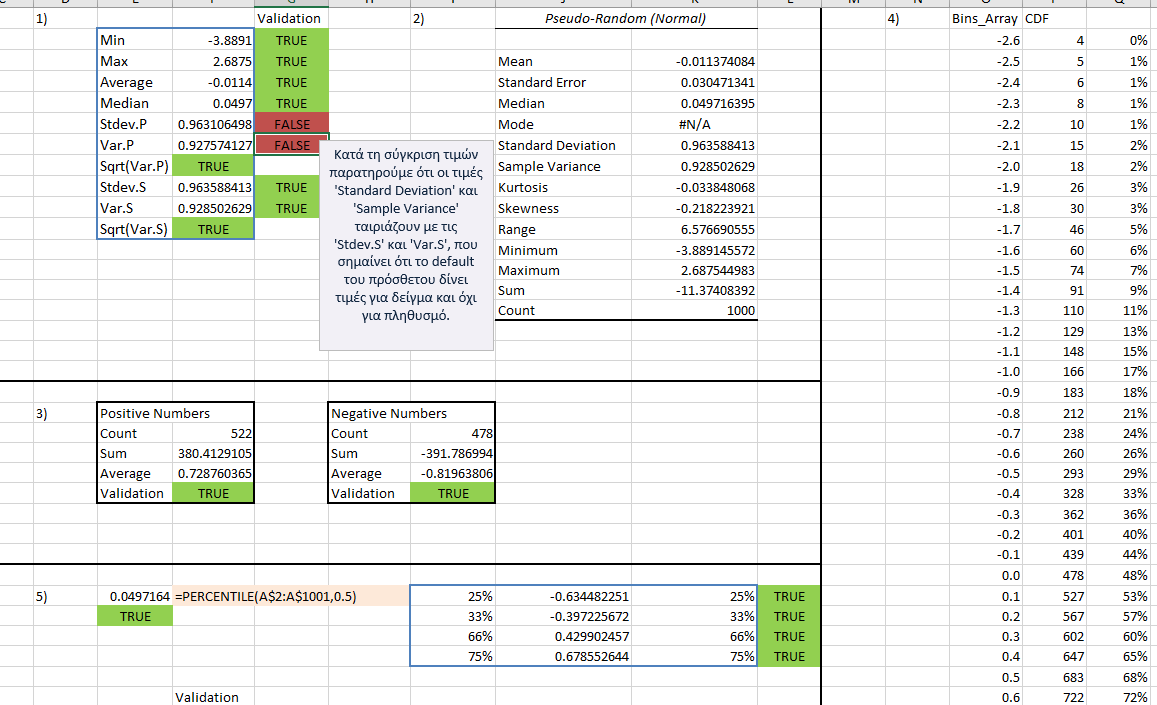 1) Validation 2) Pseudo-Random (Normal) 4) Bins_Array CDF
Min -3.8891 TRUE -2.6 4 0%
Max 2.6875 TRUE Mean -0.011374084 -2.5 5 1%
Average -0.0114 TRUE Standard Error 0.030471341 -2.4 6 1%
Median 0.0497 TRUE Median 0.049716395 -2.3 8 1%
Stdev.P 0.963106498 FALSE Mode #N/A -2.2 10 1%
Var.P 0.927574127 FALSE Standard Deviation 0.963588413 -2.1 15 2%
Sqrt(Var.P) TRUE Sample Variance 0.928502629 -2.0 18 2%
Stdev.S 0.963588413 TRUE Kurtosis -0.033848068 -1.9 26 3%
Var.S 0.928502629 TRUE Skewness -0.218223921 -1.8 30 3%
Sqrt(Var.S) TRUE Range 6.576690555 -1.7 46 5%
Minimum -3.889145572 -1.6 60 6%
Maximum 2.687544983 -1.5 74 7%
Sum -11.37408392 -1.4 91 9%
Count 1000 -1.3 110 11%
Κατά τη σύγκριση τιμών
παρατηρούμε ότι οι τιμές
'Standard Deviation' και
'Sample Variance'
ταιριάζουν με τις
'Stdev.S' και 'Var.S', που
σημαίνει ότι το default
του πρόσθετου δίνει
τιμές για δείγμα και όχι
για πληθυσμό.
-1.2 129 13%
-1.1 148 15%
-1.0 166 17%
-0.9 183 18%
3) Positive Numbers Negative Numbers -0.8 212 21%
Count 522 Count 478 -0.7 238 24%
Sum 380.4129105 Sum -391.786994 -0.6 260 26%
Average 0.728760365 Average -0.81963806 -0.5 293 29%
Validation TRUE Validation TRUE -0.4 328 33%
-0.3 362 36%
-0.2 401 40%
-0.1 439 44%
0.0 478 48%
5) 0.0497164 =PERCENTILE(A$2:A$1001,0.5) 25% -0.634482251 25% TRUE 0.1 527 53%
TRUE 33% -0.397225672 33% TRUE 0.2 567 57%
66% 0.429902457 66% TRUE 0.3 602 60%
75% 0.678552644 75% TRUE 0.4 647 65%
0.5 683 68%
Validation 0.6 722 72%